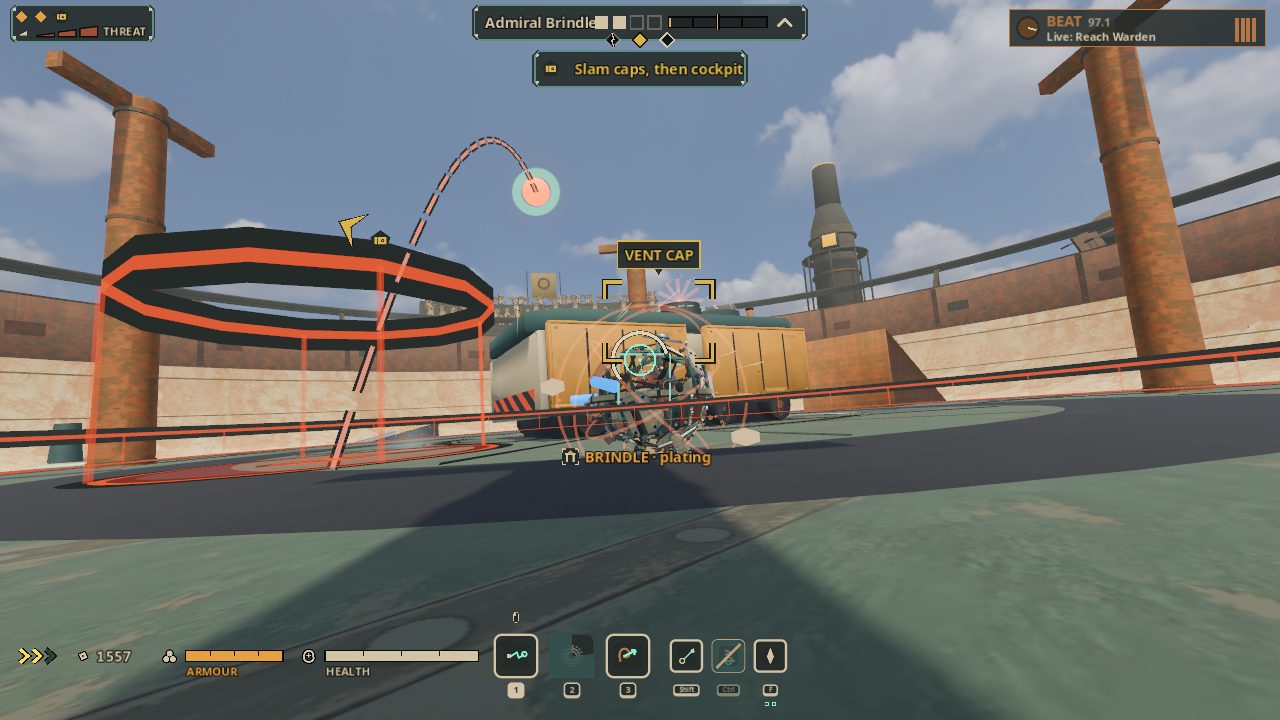 THREAT
Admiral Brindle
BEAT 97.1
Live: Reach Warden
Slam caps, then cockpit
VENT CAP
BRINDLE · plating
1557
ARMOUR
HEALTH
1
2
3
Shift
Ctrl
F